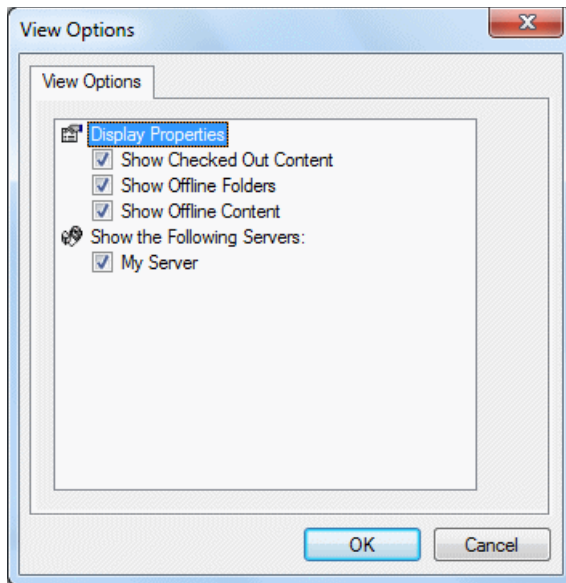 View Options
View Options
Display Properties
Show Checked Out Content
Show Offline Folders
Show Offline Content
Show the Following Servers:
My Server
OK
Cancel